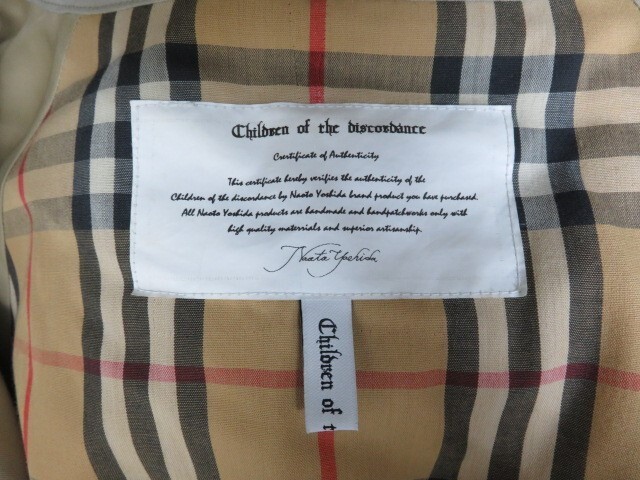 Children of the discordance
Crertificate of Authenticity
This certificate hereby verifies the authenticity of the
Children of the discordance by Naoto Yoshida brand product you have purchased.
All Naoto Yoshida products are handmade and handpatchworks only with
high quality materials and superior artisanship.
Naoto Yoshida
Children of t